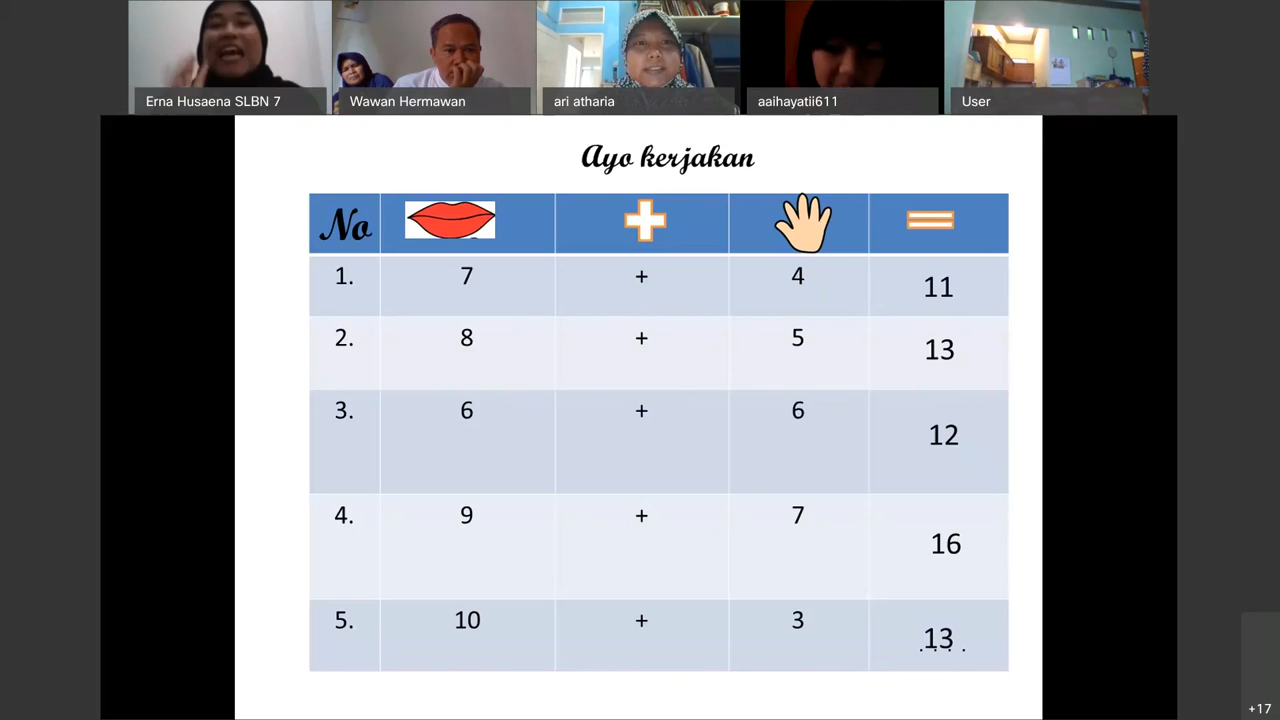 Erna Husaena SLBN 7
Wawan Hermawan
ari atharia
aaihayatii611
User
Ayo kerjakan
No + =
1. 7 + 4 11
2. 8 + 5 13
3. 6 + 6 12
4. 9 + 7 16
5. 10 + 3 13
....
+17